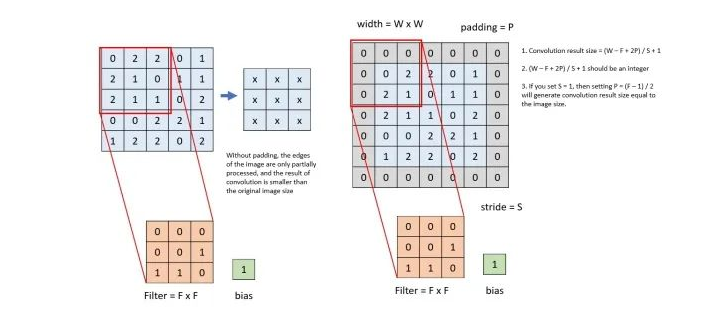 width = W x W
padding = P
0 2 2 0 1
2 1 0 1 1
2 1 1 0 2
0 0 2 2 1
1 2 2 0 2
x x x
x x x
x x x
Without padding, the edges
of the image are only partially
processed, and the result of
convolution is smaller than
the original image size
0 0 0
0 0 1
1 1 0
1
Filter = F x F
bias
0 0 0 0 0 0 0
0 0 2 2 0 1 0
0 2 1 0 1 1 0
0 2 1 1 0 2 0
0 0 0 2 2 1 0
0 1 2 2 0 2 0
0 0 0 0 0 0 0
stride = S
0 0 0
0 0 1
1 1 0
1
Filter = F x F
bias
1. Convolution result size = (W – F + 2P) / S + 1
2. (W – F + 2P) / S + 1 should be an integer
3. If you set S = 1, then setting P = (F – 1) / 2
will generate convolution result size equal to
the image size.